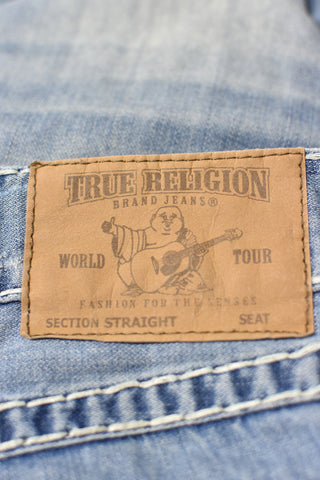 TRUE RELIGION
BRAND JEANS®
WORLD TOUR
FASHION FOR THE SENSES
SECTION STRAIGHT SEAT